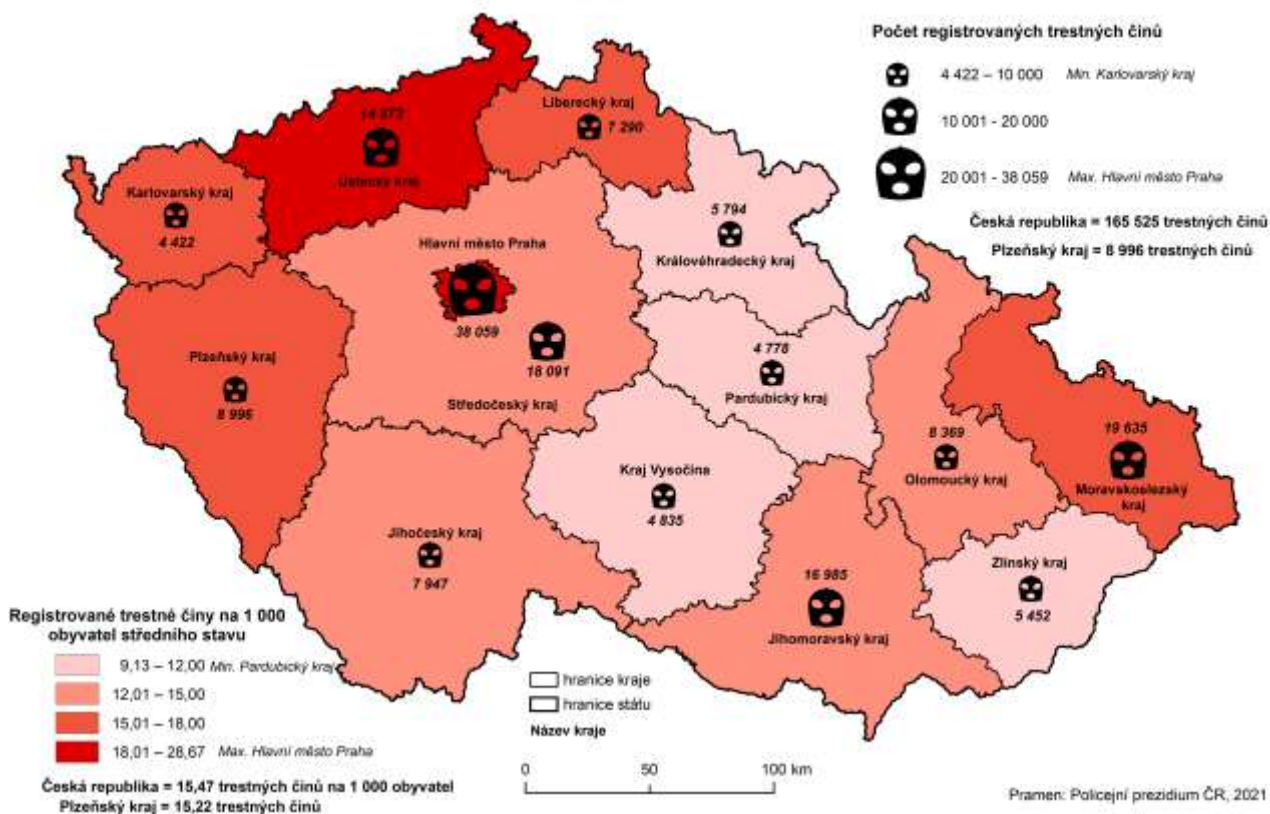 Počet registrovaných trestných činů
4 422 – 10 000 Min. Karlovarský kraj
10 001 - 20 000
20 001 - 38 059 Max. Hlavní město Praha
Česká republika = 165 525 trestných činů
Plzeňský kraj = 8 996 trestných činů
14 872
Ústecký kraj
Liberecký kraj
7 290
Karlovarský kraj
4 422
5 794
Královéhradecký kraj
Hlavní město Praha
38 059
18 091
Středočeský kraj
Plzeňský kraj
8 996
4 778
Pardubický kraj
8 369
Olomoucký kraj
19 635
Moravskoslezský
kraj
Kraj Vysočina
4 835
Jihočeský kraj
7 947
16 985
Jihomoravský kraj
Zlínský kraj
5 452
Registrované trestné činy na 1 000
obyvatel středního stavu
9,13 – 12,00 Min. Pardubický kraj
12,01 – 15,00
15,01 – 18,00
18,01 – 28,67 Max. Hlavní město Praha
Česká republika = 15,47 trestných činů na 1 000 obyvatel
Plzeňský kraj = 15,22 trestných činů
hranice kraje
hranice státu
Název kraje
0 50 100 km
Pramen: Policejní prezidium ČR, 2021